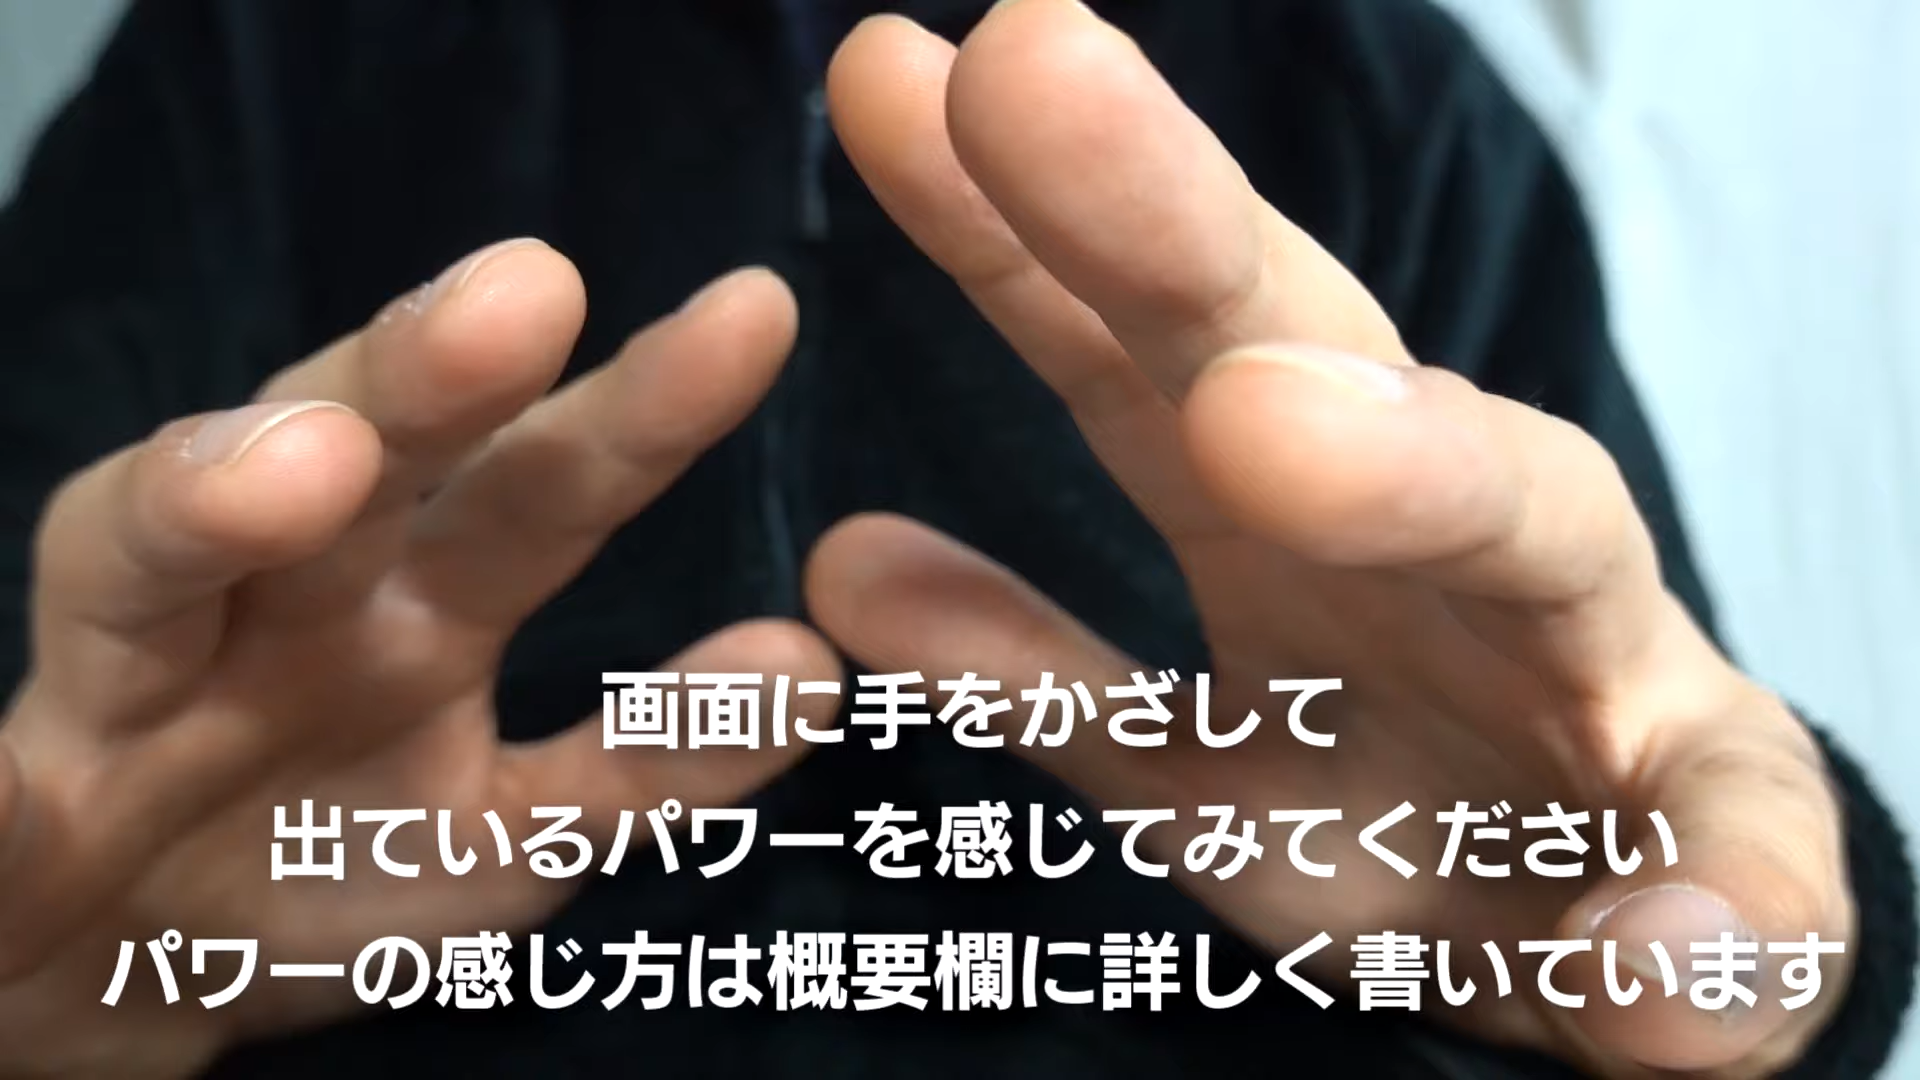 画面に手をかざして
出ているパワーを感じてみてください
パワーの感じ方は概要欄に詳しく書いています